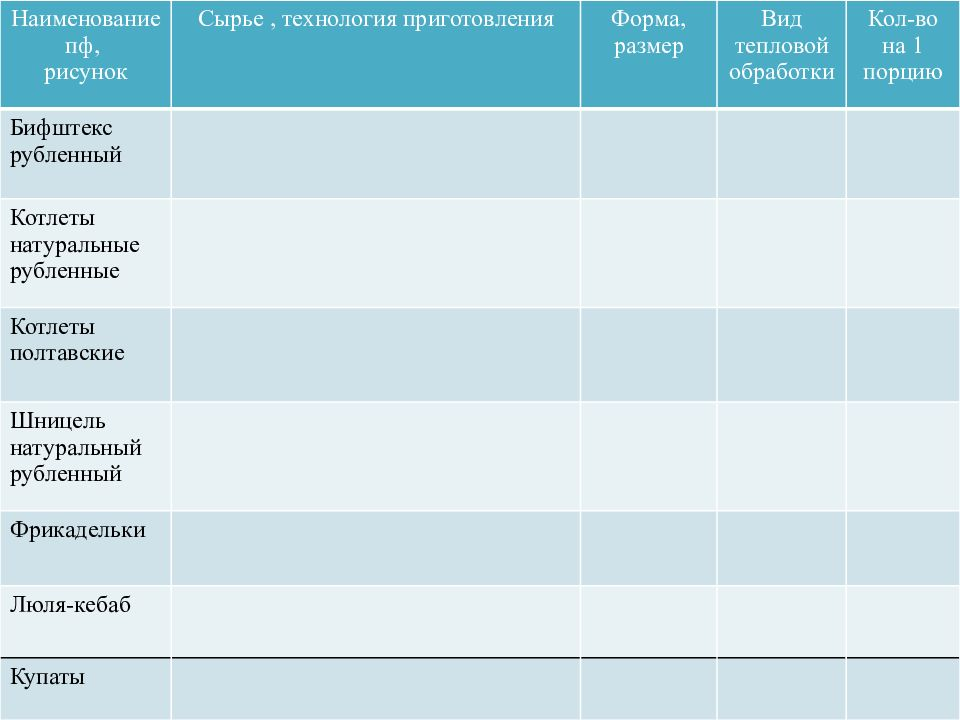 Наименование
пф,
рисунок
Сырье , технология приготовления
Форма,
размер
Вид
тепловой
обработки
Кол-во
на 1
порцию
Бифштекс
рубленный
Котлеты
натуральные
рубленные
Котлеты
полтавские
Шницель
натуральный
рубленный
Фрикадельки
Люля-кебаб
Купаты